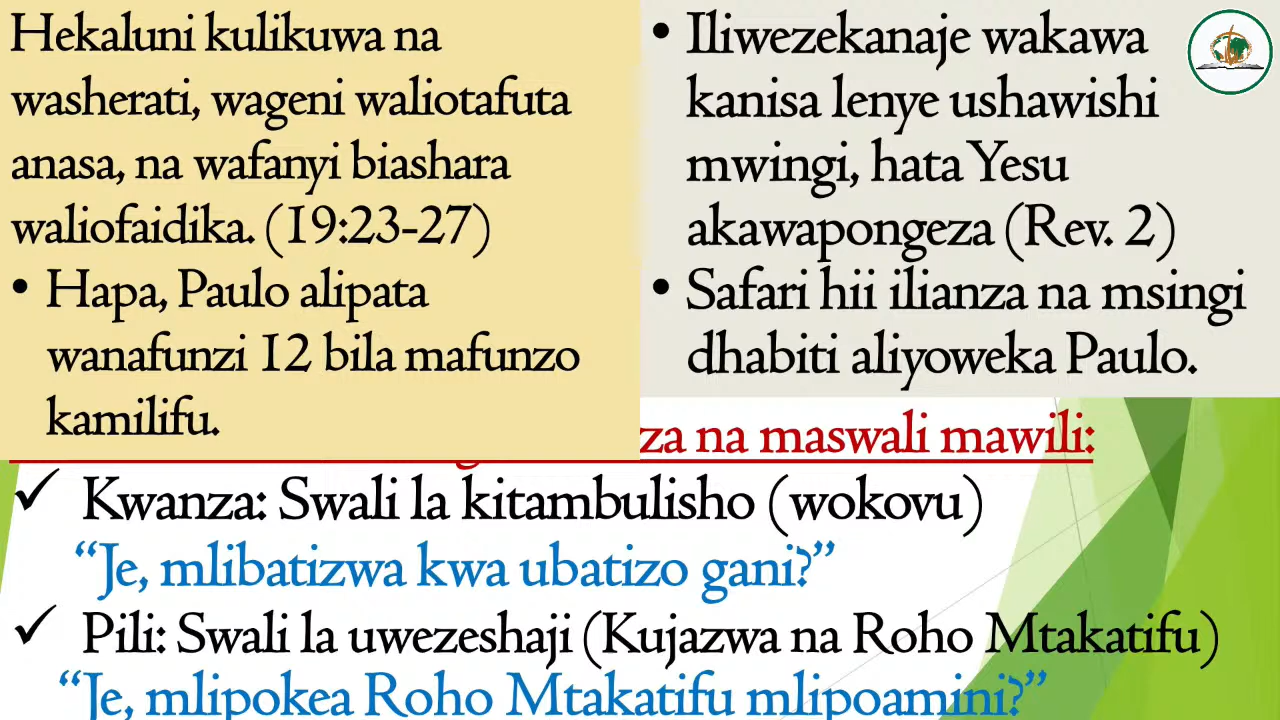 Hekaluni kulikuwa na
washerati, wageni waliotafuta
anasa, na wafanyi biashara
waliofaidika. (19:23-27)
• Hapa, Paulo alipata
wanafunzi 12 bila mafunzo
kamilifu.
• Iliwezekanaje wakawa
kanisa lenye ushawishi
mwingi, hata Yesu
akawapongeza (Rev. 2)
• Safari hii ilianza na msingi
dhabiti aliyoweka Paulo.
na maswali mawili:
✓ Kwanza: Swali la kitambulisho (wokovu)
“Je, mlibatizwa kwa ubatizo gani?”
✓ Pili: Swali la uwezeshaji (Kujazwa na Roho Mtakatifu)
“Je, mlipokea Roho Mtakatifu mlipoamini?”